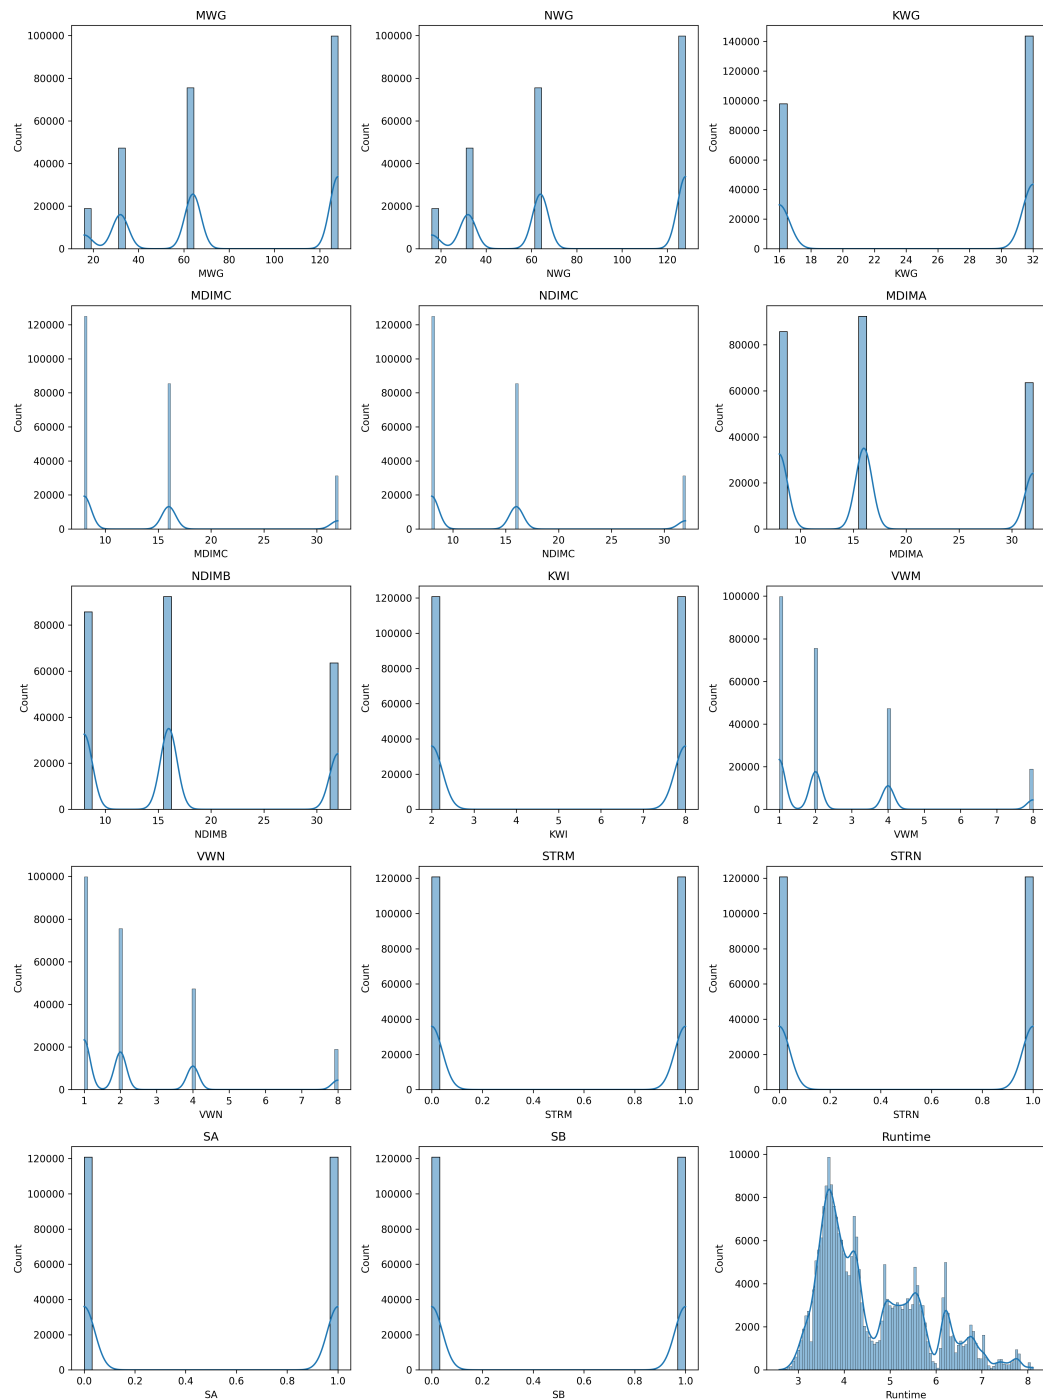 MWG
NWG
KWG
100000
80000
60000
40000
20000
0
Count
20 40 60 80 100 120
MWG
100000
80000
60000
40000
20000
0
Count
20 40 60 80 100 120
NWG
140000
120000
100000
80000
60000
40000
20000
0
Count
16 18 20 22 24 26 28 30 32
KWG
MDIMC
NDIMC
MDIMA
120000
100000
80000
60000
40000
20000
0
Count
10 15 20 25 30
MDIMC
120000
100000
80000
60000
40000
20000
0
Count
10 15 20 25 30
NDIMC
80000
60000
40000
20000
0
Count
10 15 20 25 30
MDIMA
NDIMB
KWI
VWM
80000
60000
40000
20000
0
Count
10 15 20 25 30
NDIMB
120000
100000
80000
60000
40000
20000
0
Count
2 3 4 5 6 7 8
KWI
100000
80000
60000
40000
20000
0
Count
1 2 3 4 5 6 7 8
VWM
VWN
STRM
STRN
100000
80000
60000
40000
20000
0
Count
1 2 3 4 5 6 7 8
VWN
120000
100000
80000
60000
40000
20000
0
Count
0.0 0.2 0.4 0.6 0.8 1.0
STRM
120000
100000
80000
60000
40000
20000
0
Count
0.0 0.2 0.4 0.6 0.8 1.0
STRN
SA
SB
Runtime
120000
100000
80000
60000
40000
20000
0
Count
0.0 0.2 0.4 0.6 0.8 1.0
SA
120000
100000
80000
60000
40000
20000
0
Count
0.0 0.2 0.4 0.6 0.8 1.0
SB
10000
8000
6000
4000
2000
0
Count
3 4 5 6 7 8
Runtime